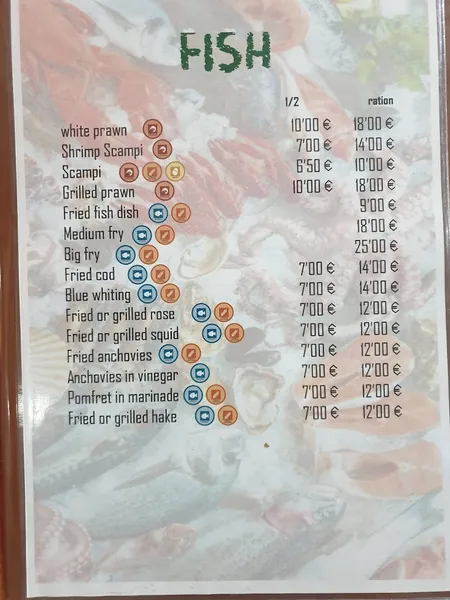 FISH
1/2 ration
white prawn 10'00 € 18'00 €
Shrimp Scampi 7'00 € 14'00 €
Scampi 6'50 € 10'00 €
Grilled prawn 10'00 € 18'00 €
Fried fish dish 9'00 €
Medium fry 18'00 €
Big fry 25'00 €
Fried cod 7'00 € 14'00 €
Blue whiting 7'00 € 14'00 €
Fried or grilled rose 7'00 € 12'00 €
Fried or grilled squid 7'00 € 12'00 €
Fried anchovies 7'00 € 12'00 €
Anchovies in vinegar 7'00 € 12'00 €
Pomfret in marinade 7'00 € 12'00 €
Fried or grilled hake 7'00 € 12'00 €